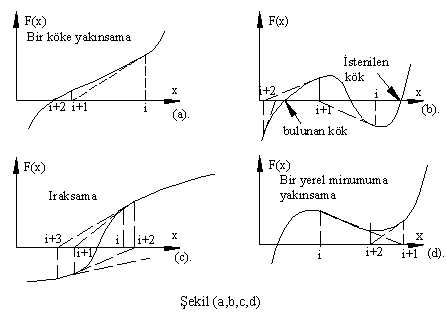 F(x)
Bir köke yakınsama
x
i+2
i+1
i
(a).
F(x)
İstenilen
kök
i+2
i
x
i+1
bulunan kök
(b).
F(x)
Iraksama
x
i+3
i+1
i
i+2
(c).
F(x)
Bir yerel minumuma
yakınsama
x
i
i+2
i+1
(d).
Şekil (a,b,c,d)